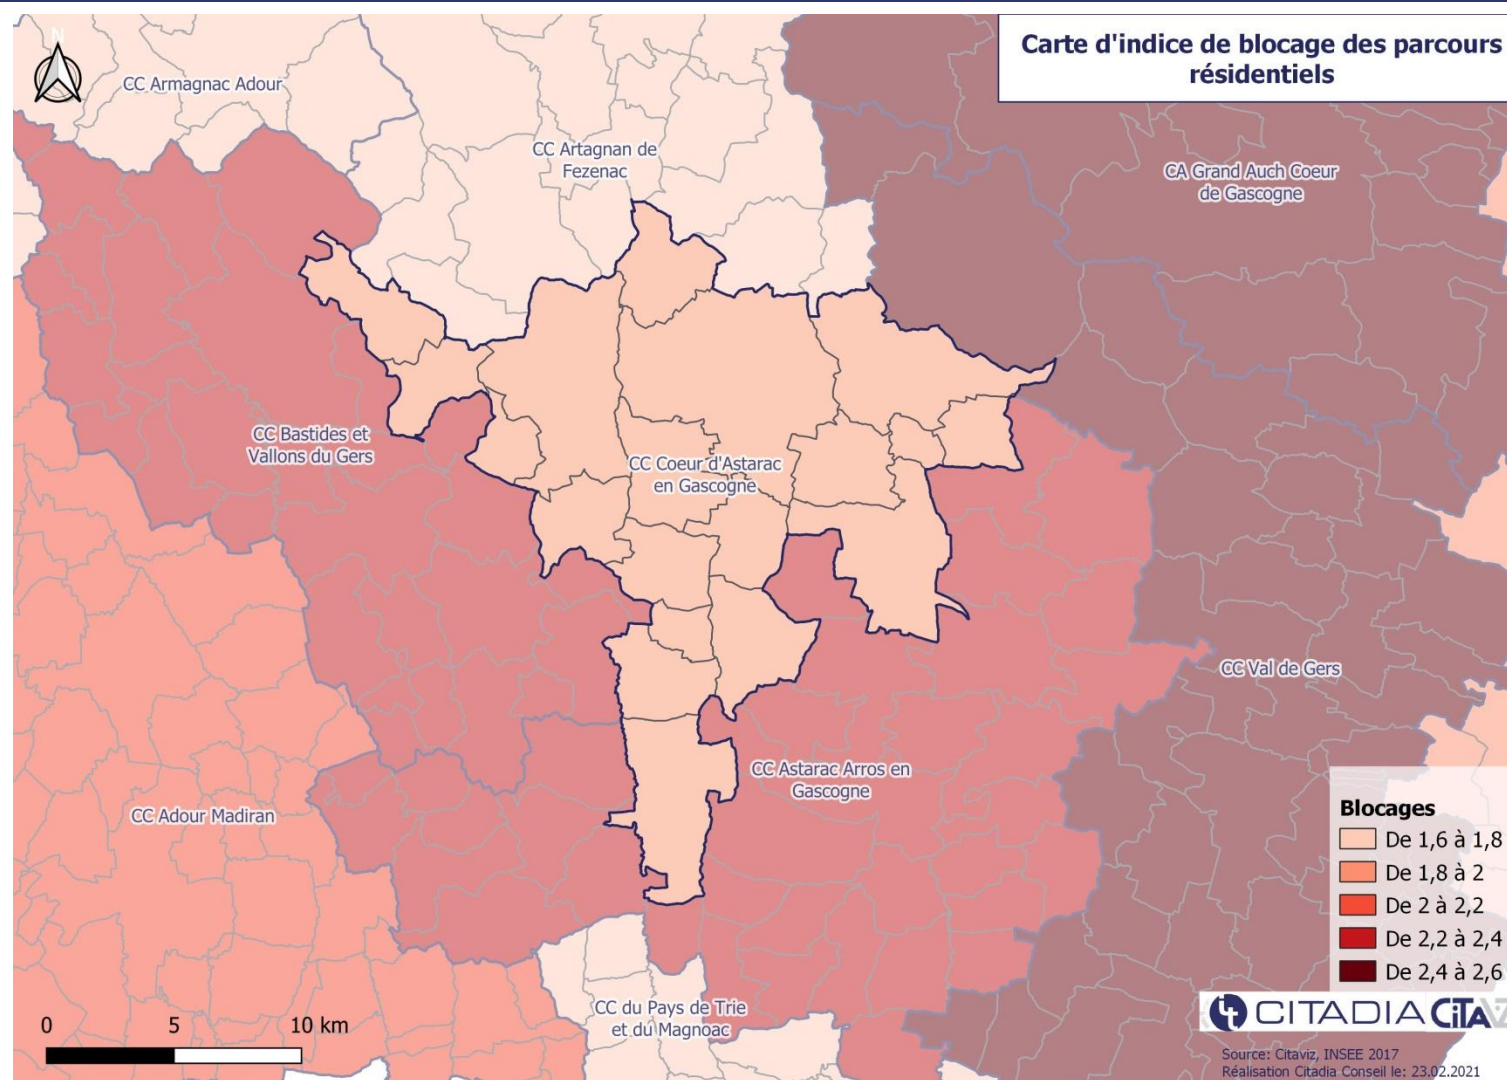 Carte d'indice de blocage des parcours
résidentiels
N
CC Armagnac Adour
CC Artagnan de
Fezenac
CA Grand Auch Coeur
de Gascogne
CC Bastides et
Vallons du Gers
CC Coeur d'Astarac
en Gascogne
CC Val de Gers
CC Astarac Arros en
Gascogne
CC Adour Madiran
CC du Pays de Trie
et du Magnoac
Blocages
De 1,6 à 1,8
De 1,8 à 2
De 2 à 2,2
De 2,2 à 2,4
De 2,4 à 2,6
0 5 10 km
CITADIA CiTAVIZ
Source: Citaviz, INSEE 2017
Réalisation Citadia Conseil le: 23.02.2021